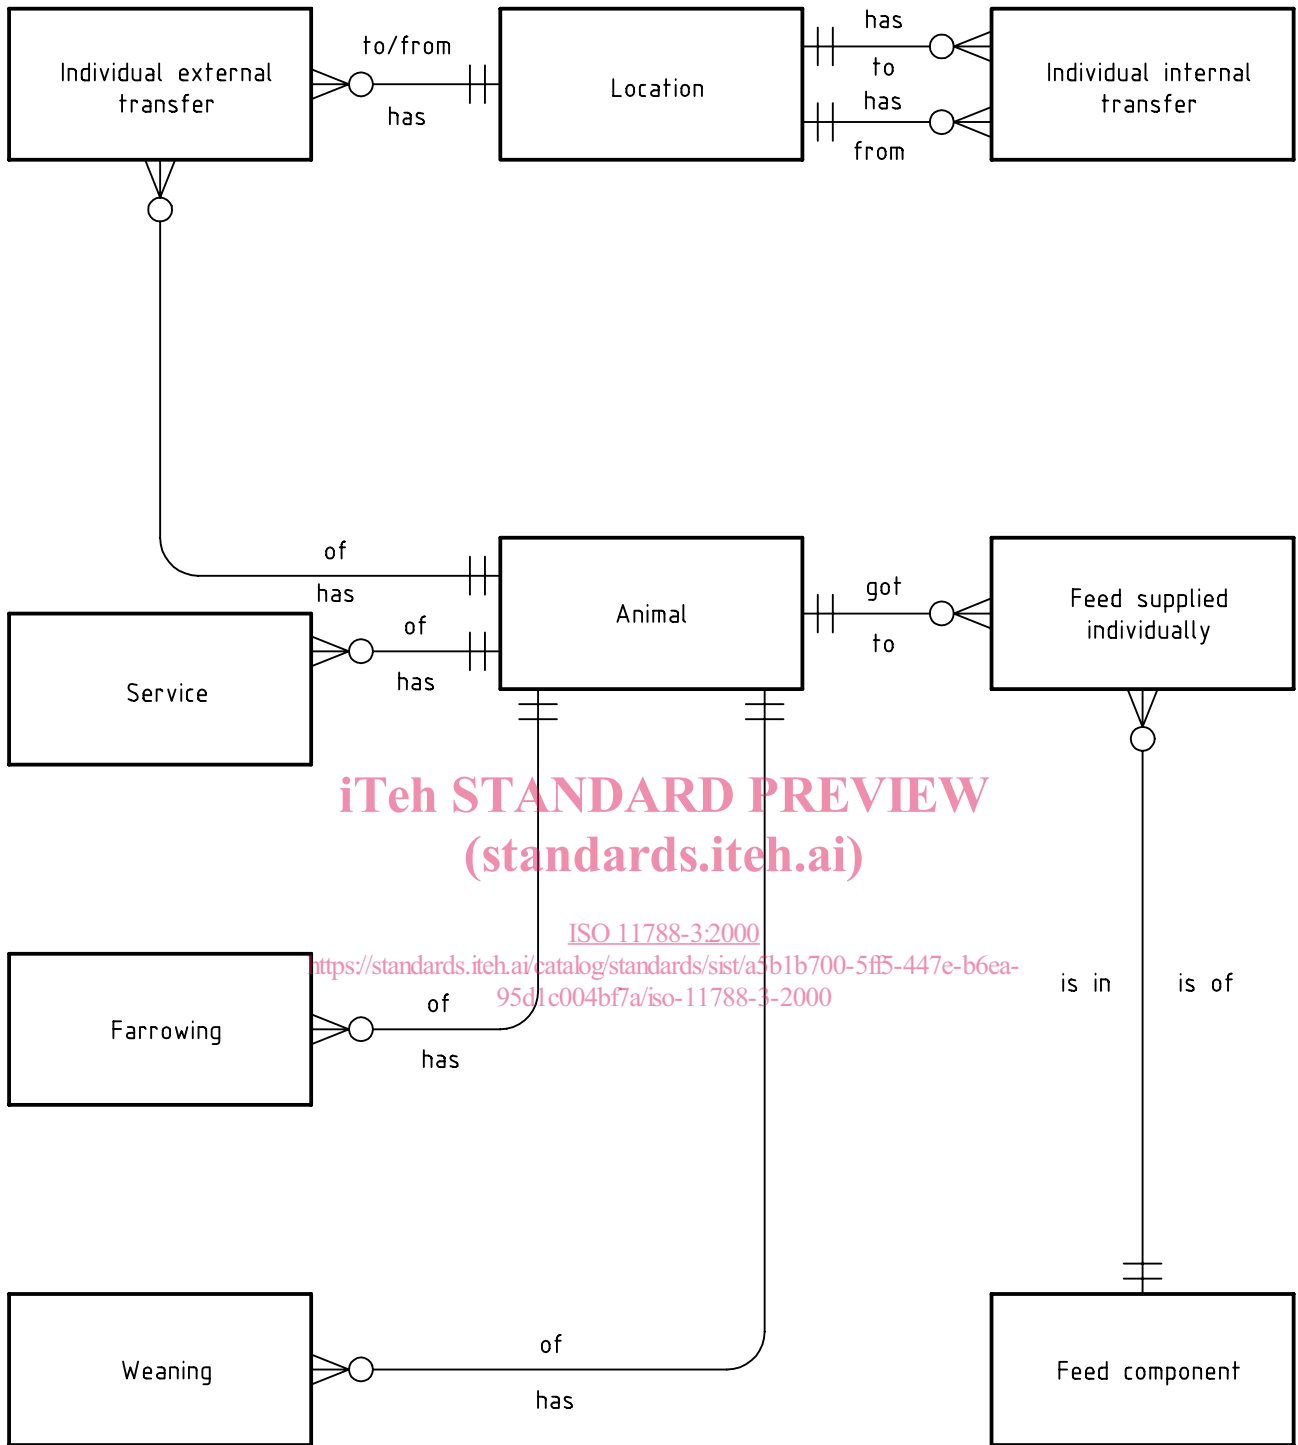 to/from
has
Individual external
transfer
Location
has
to
has
from
Individual internal
transfer
of
has
of
has
Service
Animal
got
to
Feed supplied
individually
iTeh STANDARD PREVIEW
(standards.iteh.ai)
ISO 11788-3:2000
https://standards.iteh.ai/catalog/standards/sist/a5b1b700-5ff5-447e-b6ea-
95d1c004bf7a/iso-11788-3-2000
is in
is of
Farrowing
of
has
Weaning
of
has
Feed component